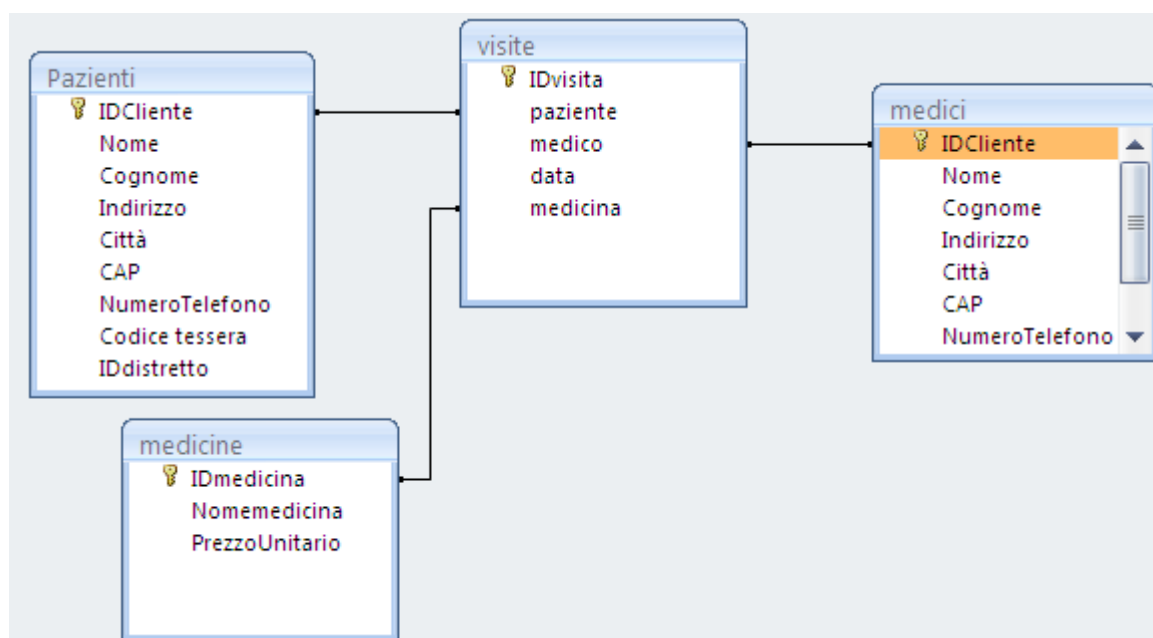 Pazienti
IDCliente
Nome
Cognome
Indirizzo
Città
CAP
NumeroTelefono
Codice tessera
IDdistretto
visite
IDvisita
paziente
medico
data
medicina
medici
IDCliente
Nome
Cognome
Indirizzo
Città
CAP
NumeroTelefono
medicine
IDmedicina
Nomemedicina
PrezzoUnitario